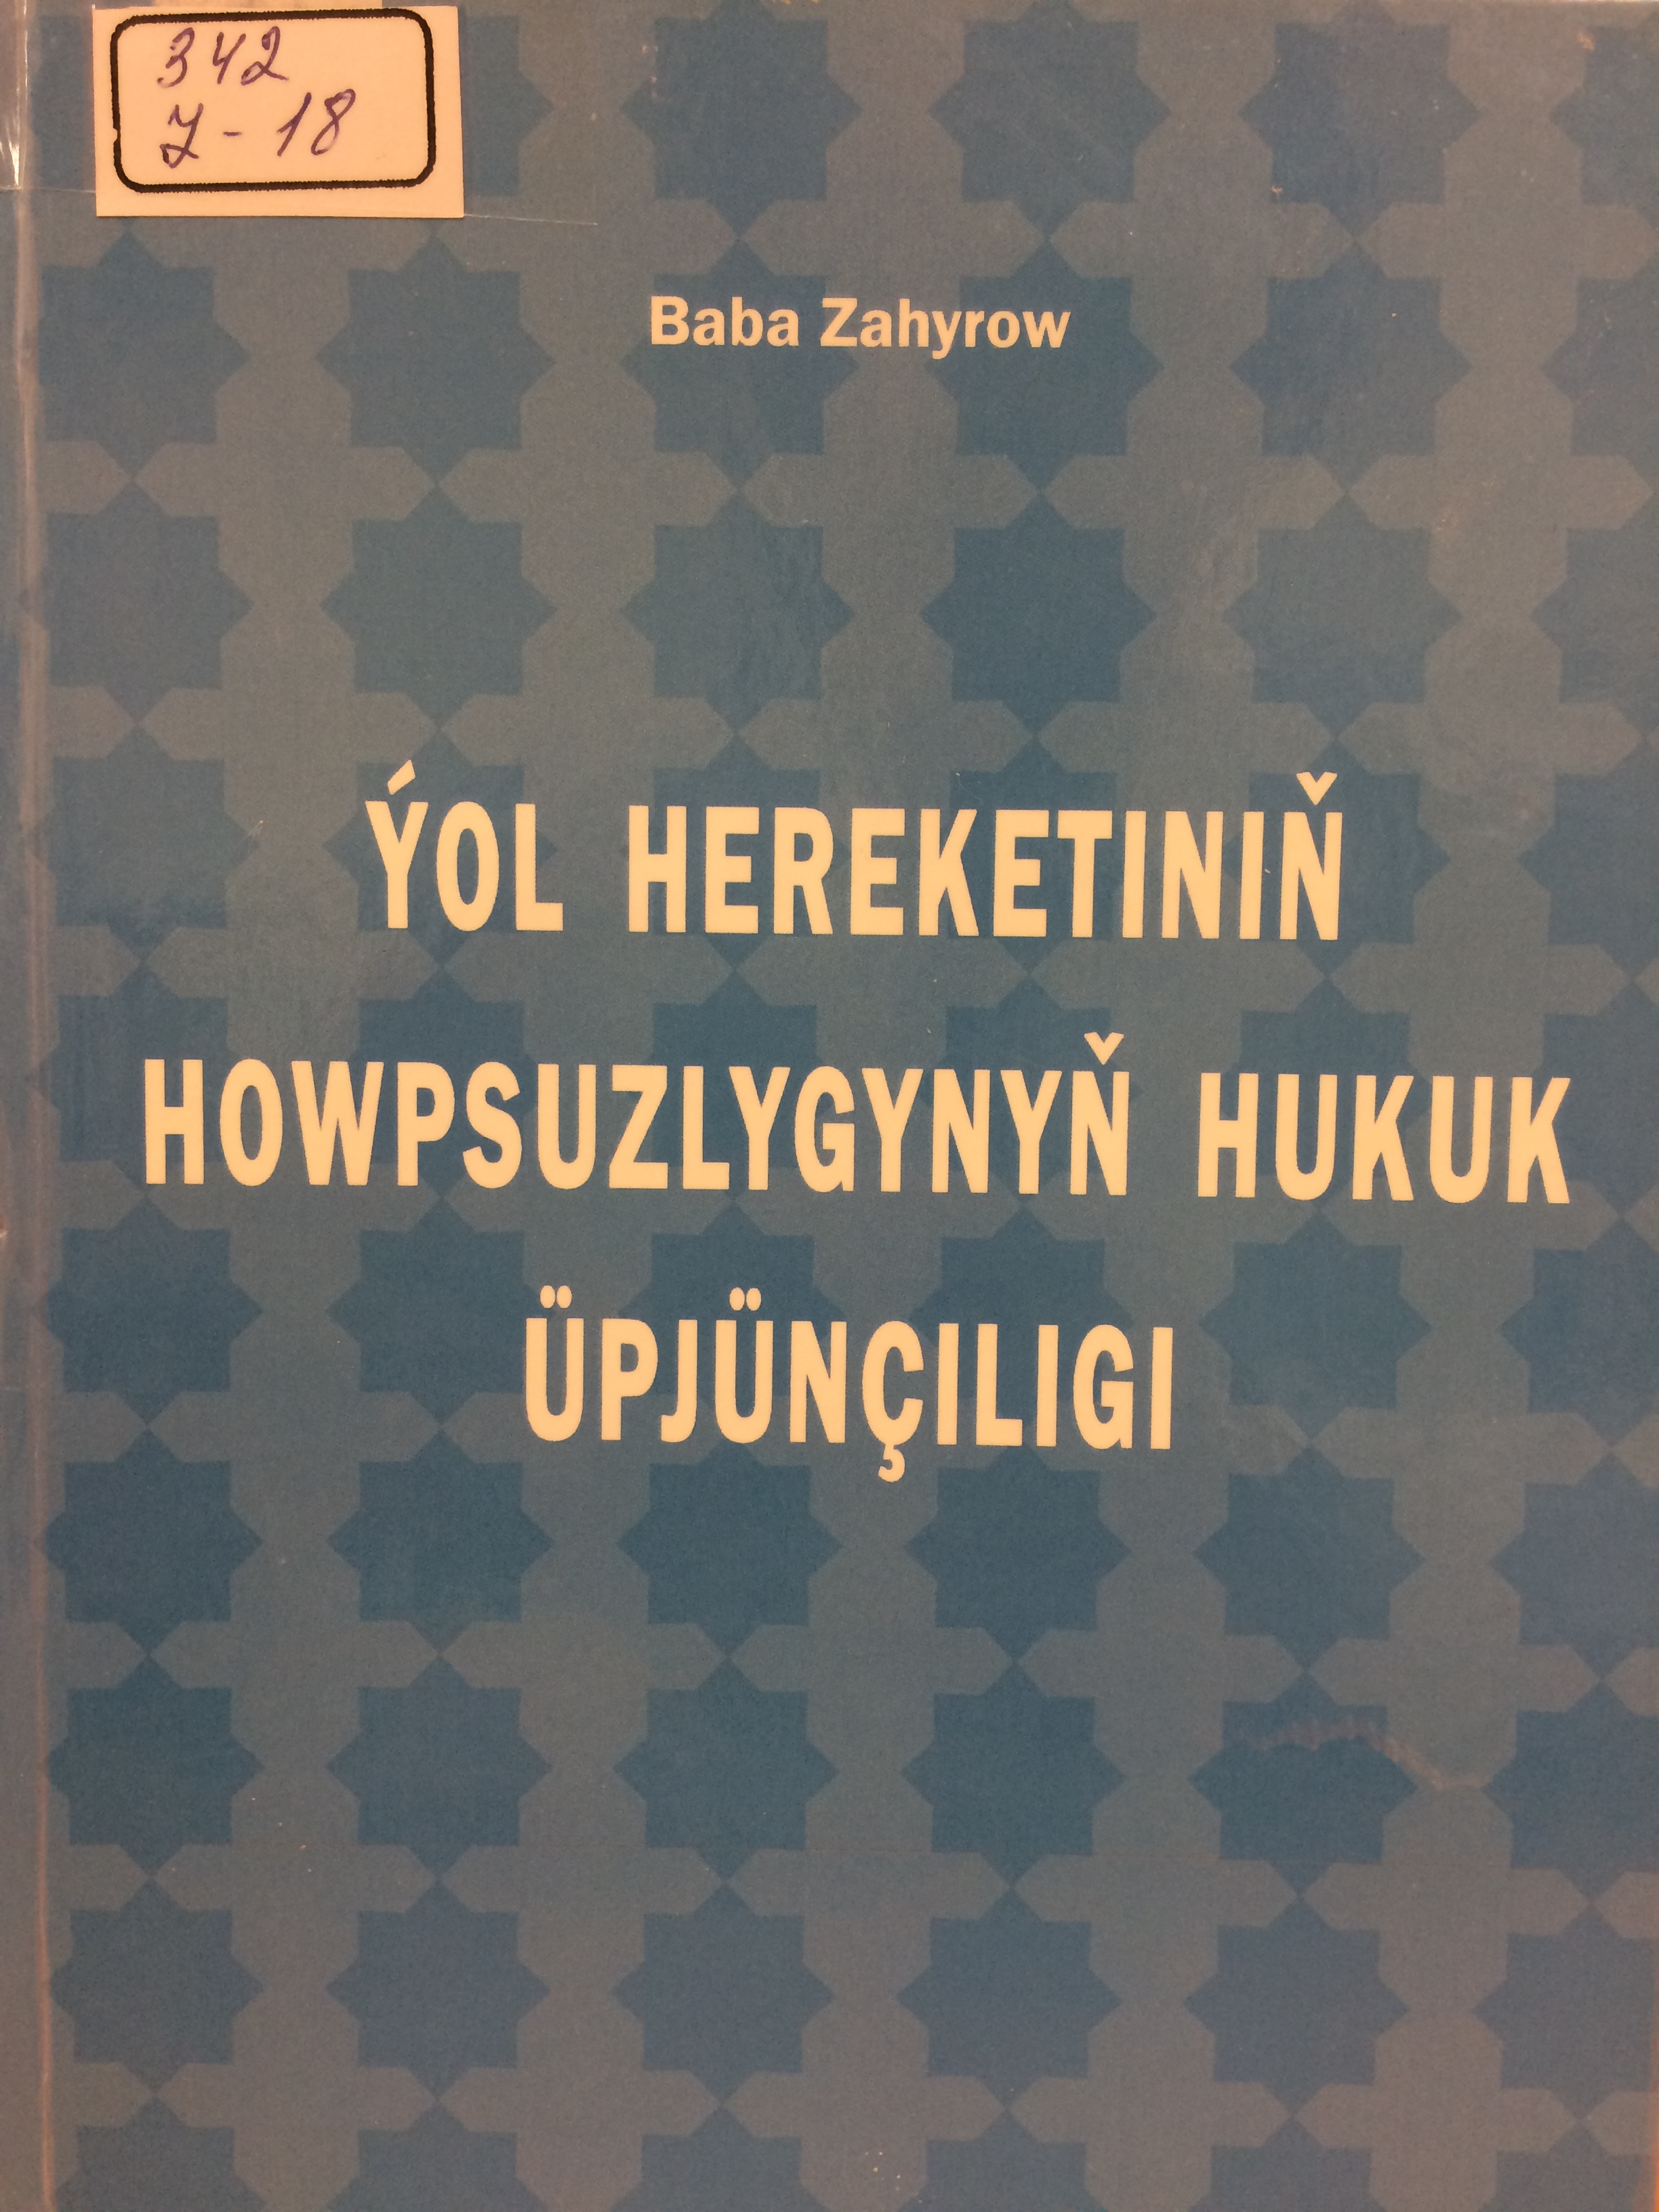 342
Z-18
Baba Zahyrow
ÝOL HEREKETINIŇ
HOWPSUZLYGYNYŇ HUKUK
ÜPJÜNÇILIGI